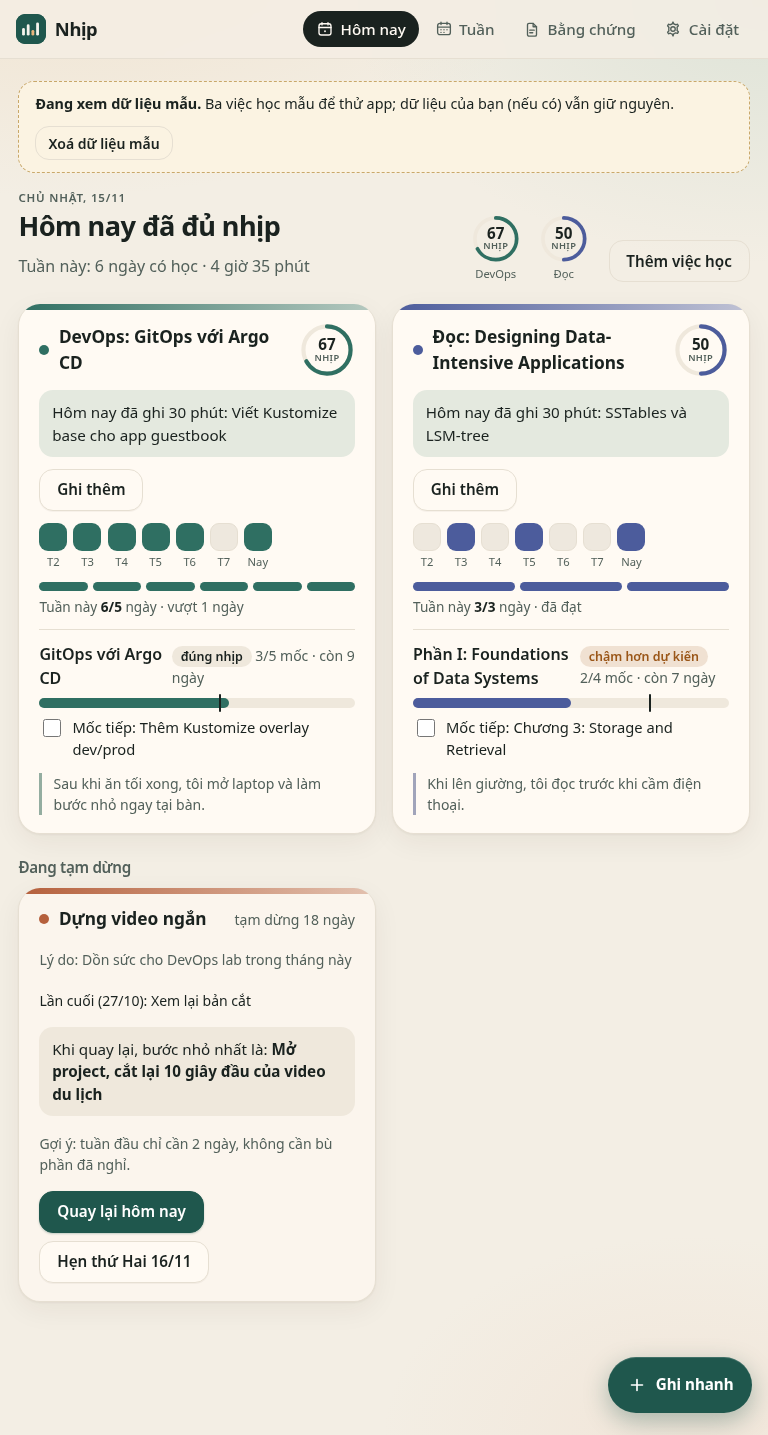 Nhịp
Hôm nay
Tuần
Bằng chứng
Cài đặt
Đang xem dữ liệu mẫu. Ba việc học mẫu để thử app; dữ liệu của bạn (nếu có) vẫn giữ nguyên.
Xoá dữ liệu mẫu
CHỦ NHẬT, 15/11
Hôm nay đã đủ nhịp
Tuần này: 6 ngày có học · 4 giờ 35 phút
67
NHỊP
DevOps
50
NHỊP
Đọc
Thêm việc học
DevOps: GitOps với Argo
CD
67
NHỊP
Hôm nay đã ghi 30 phút: Viết Kustomize
base cho app guestbook
Ghi thêm
T2 T3 T4 T5 T6 T7 Nay
Tuần này 6/5 ngày · vượt 1 ngày
GitOps với Argo
CD
đúng nhịp 3/5 mốc · còn 9
ngày
Mốc tiếp: Thêm Kustomize overlay
dev/prod
Sau khi ăn tối xong, tôi mở laptop và làm
bước nhỏ ngay tại bàn.
Đọc: Designing Data-
Intensive Applications
50
NHỊP
Hôm nay đã ghi 30 phút: SSTables và
LSM-tree
Ghi thêm
T2 T3 T4 T5 T6 T7 Nay
Tuần này 3/3 ngày · đã đạt
Phần I: Foundations
of Data Systems
chậm hơn dự kiến
2/4 mốc · còn 7 ngày
Mốc tiếp: Chương 3: Storage and
Retrieval
Khi lên giường, tôi đọc trước khi cầm điện
thoại.
Đang tạm dừng
Dựng video ngắn
tạm dừng 18 ngày
Lý do: Dồn sức cho DevOps lab trong tháng này
Lần cuối (27/10): Xem lại bản cắt
Khi quay lại, bước nhỏ nhất là: Mở
project, cắt lại 10 giây đầu của video
du lịch
Gợi ý: tuần đầu chỉ cần 2 ngày, không cần bù
phần đã nghỉ.
Quay lại hôm nay
Hẹn thứ Hai 16/11
Ghi nhanh